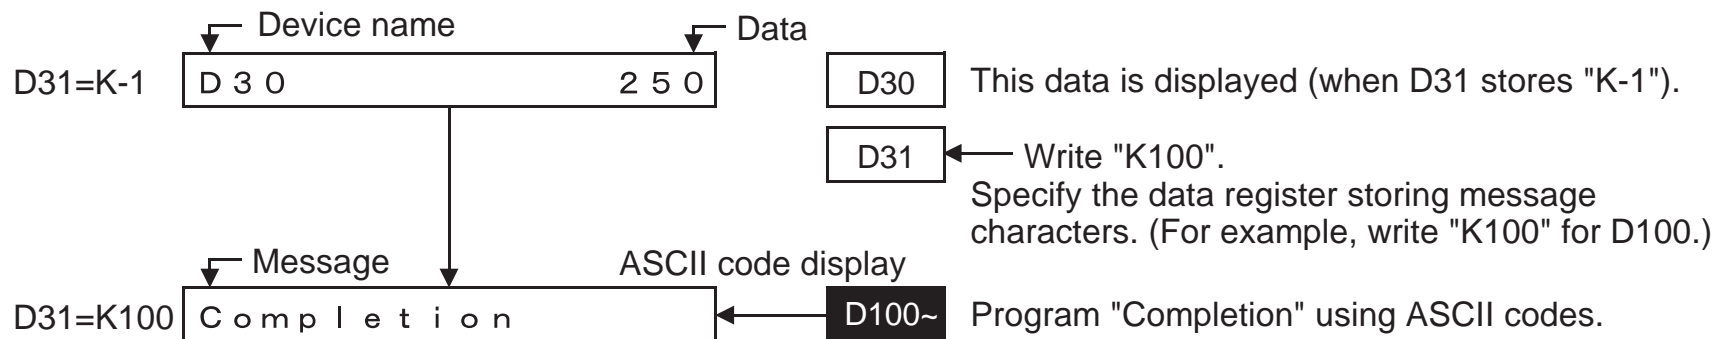 Device name
Data
D31=K-1
D30 250
D30
This data is displayed (when D31 stores "K-1").
D31
Write "K100".
Specify the data register storing message
characters. (For example, write "K100" for D100.)
Message
ASCII code display
D31=K100
Completion
D100~
Program "Completion" using ASCII codes.